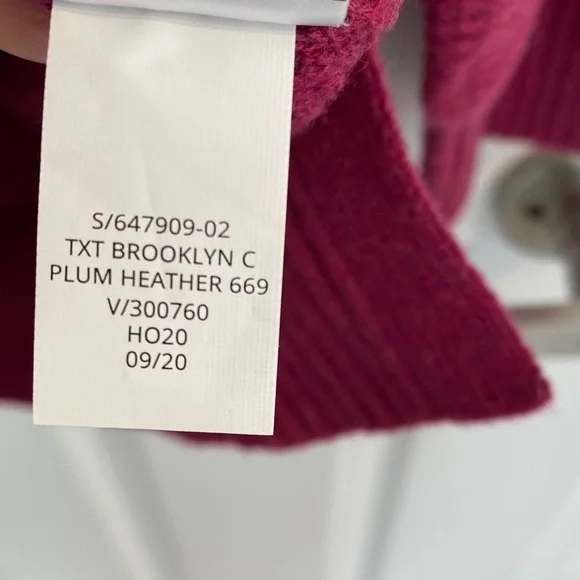 S/647909-02
TXT BROOKLYN C
PLUM HEATHER 669
V/300760
HO20
09/20